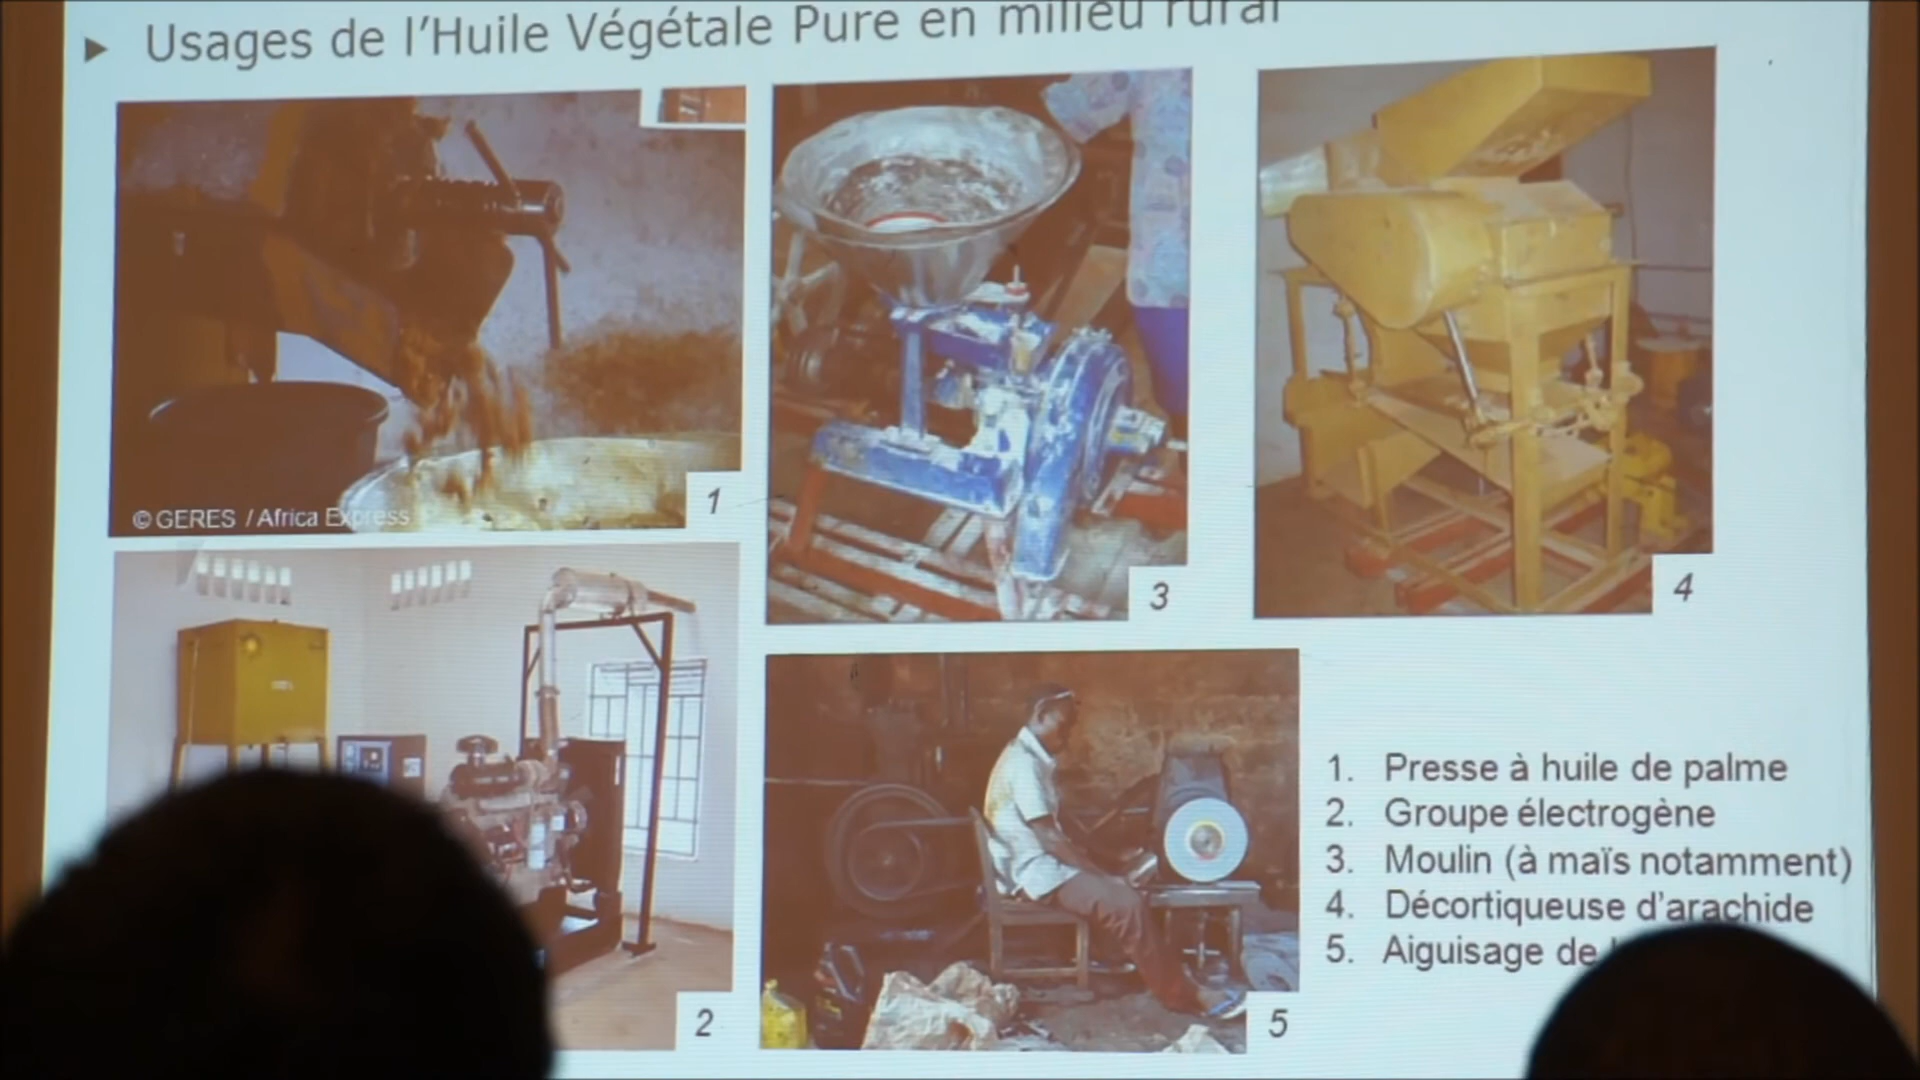 Usages de l'Huile Végétale Pure en milieu rural
© GERES / Africa Express
1
2
3
4
5
1. Presse à huile de palme
2. Groupe électrogène
3. Moulin (à maïs notamment)
4. Décortiqueuse d'arachide
5. Aiguisage de